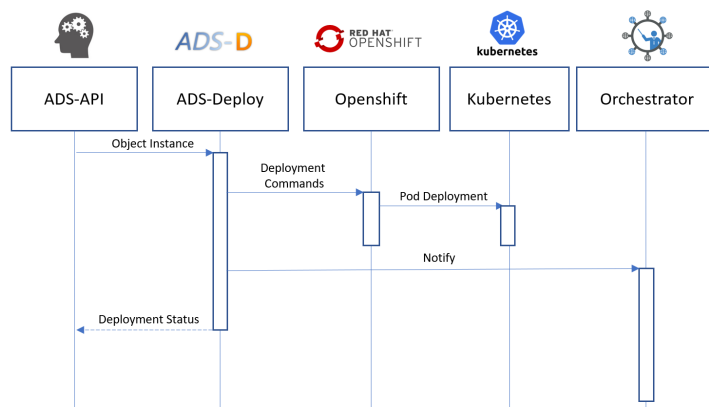 ADS-D
RED HAT
OPENSHIFT
kubernetes
ADS-API
ADS-Deploy
Openshift
Kubernetes
Orchestrator
Object Instance
Deployment
Commands
Pod Deployment
Notify
Deployment Status